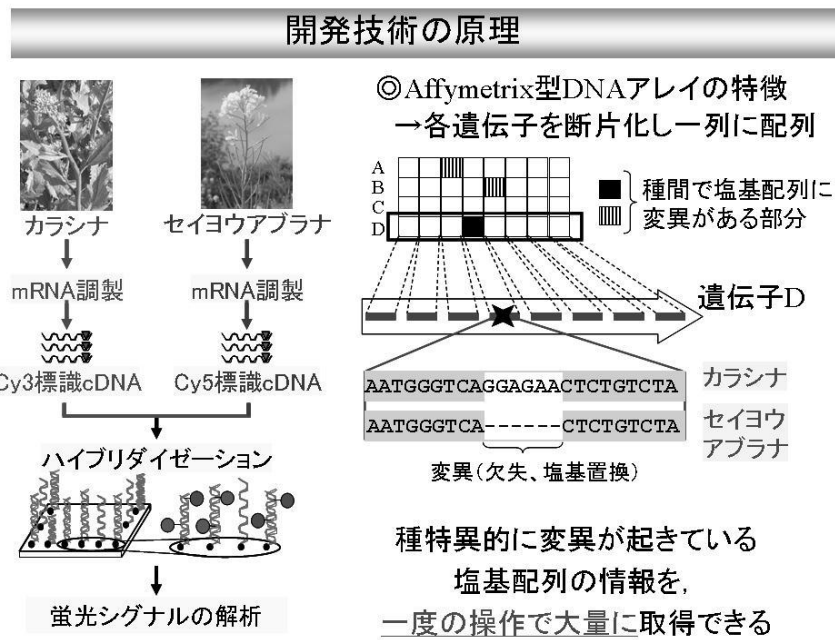 開発技術の原理
カラシナ
セイヨウアブラナ
mRNA調製
mRNA調製
Cy3標識cDNA
Cy5標識cDNA
ハイブリダイゼーション
蛍光シグナルの解析
◎Affymetrix型DNAアレイの特徴
→各遺伝子を断片化し一列に配列
A
B
C
D
種間で塩基配列に
変異がある部分
遺伝子D
AATGGGTCAGGAGAACTCTGTCTA
カラシナ
AATGGGTCA------CTCTGTCTA
セイヨウ
アブラナ
変異(欠失、塩基置換)
種特異的に変異が起きている
塩基配列の情報を,
一度の操作で大量に取得できる